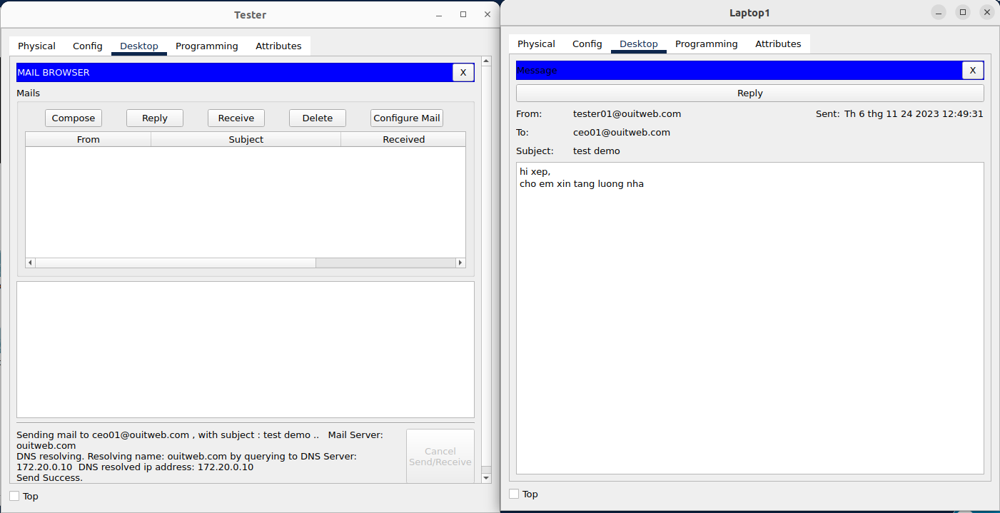 Tester
Physical Config Desktop Programming Attributes
MAIL BROWSER X
Mails
Compose Reply Receive Delete Configure Mail
From Subject Received
Sending mail to ceo01@ouitweb.com , with subject : test demo .. Mail Server:
ouitweb.com
DNS resolving. Resolving name: ouitweb.com by querying to DNS Server:
172.20.0.10 DNS resolved ip address: 172.20.0.10
Send Success.
Cancel
Send/Receive
Top
Laptop1
Physical Config Desktop Programming Attributes
Message X
Reply
From: tester01@ouitweb.com Sent: Th 6 thg 11 24 2023 12:49:31
To: ceo01@ouitweb.com
Subject: test demo
hi xep,
cho em xin tang luong nha
Top